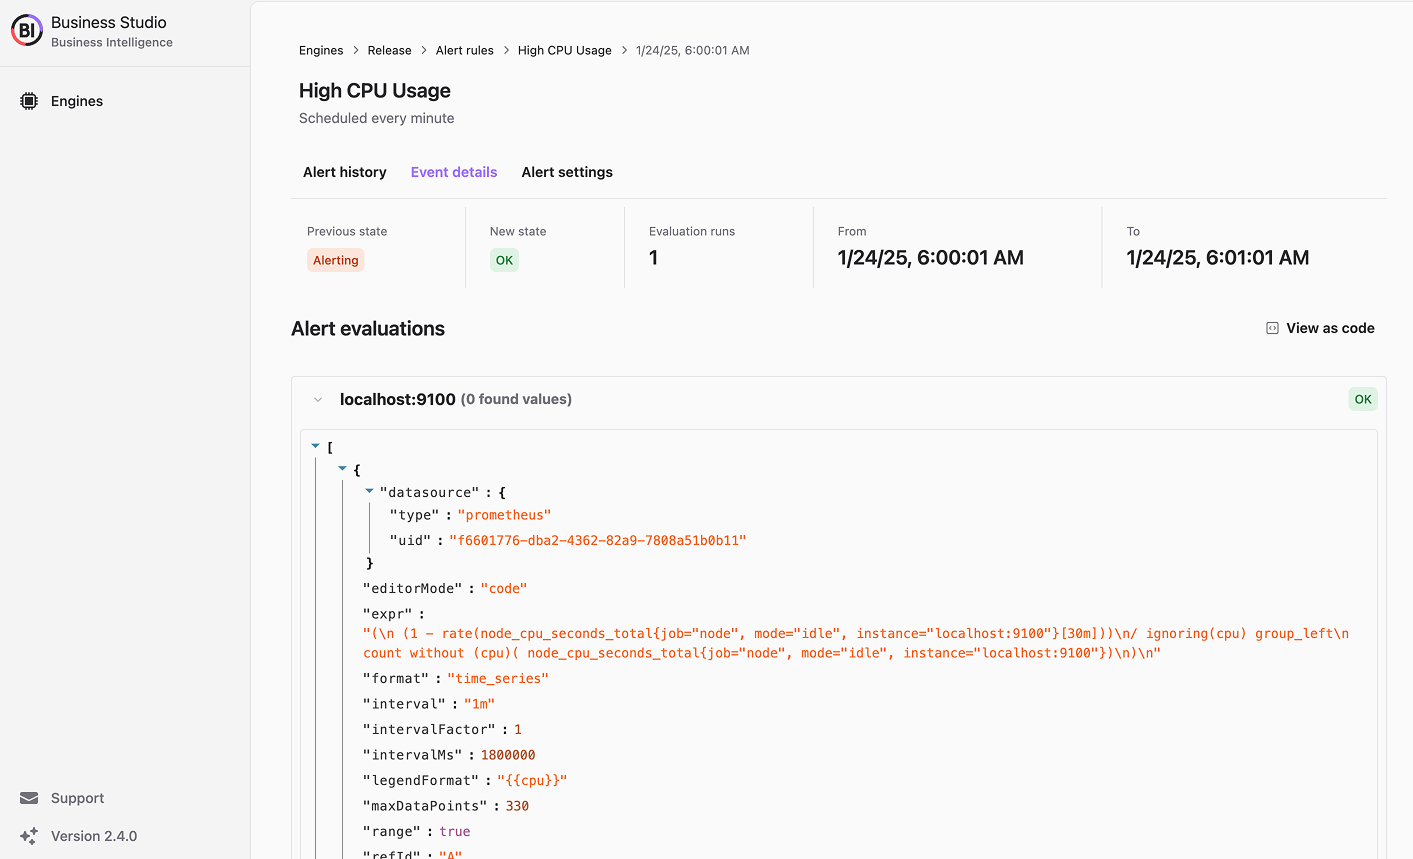 BI
Business Studio
Business Intelligence
Engines
Support
Version 2.4.0
Engines > Release > Alert rules > High CPU Usage > 1/24/25, 6:00:01 AM
High CPU Usage
Scheduled every minute
Alert history Event details Alert settings
Previous state New state Evaluation runs From To
Alerting OK 1 1/24/25, 6:00:01 AM 1/24/25, 6:01:01 AM
Alert evaluations View as code
localhost:9100 (0 found values) OK
[
{
"datasource" : {
"type" : "prometheus"
"uid" : "f6601776-dba2-4362-82a9-7808a51b0b11"
}
"editorMode" : "code"
"expr" :
"(\n (1 - rate(node_cpu_seconds_total{job="node", mode="idle", instance="localhost:9100"}[30m]))\n/ ignoring(cpu) group_left\n
count without (cpu)( node_cpu_seconds_total{job="node", mode="idle", instance="localhost:9100"})\n)\n"
"format" : "time_series"
"interval" : "1m"
"intervalFactor" : 1
"intervalMs" : 1800000
"legendFormat" : "{{cpu}}"
"maxDataPoints" : 330
"range" : true
"refId" : "A"